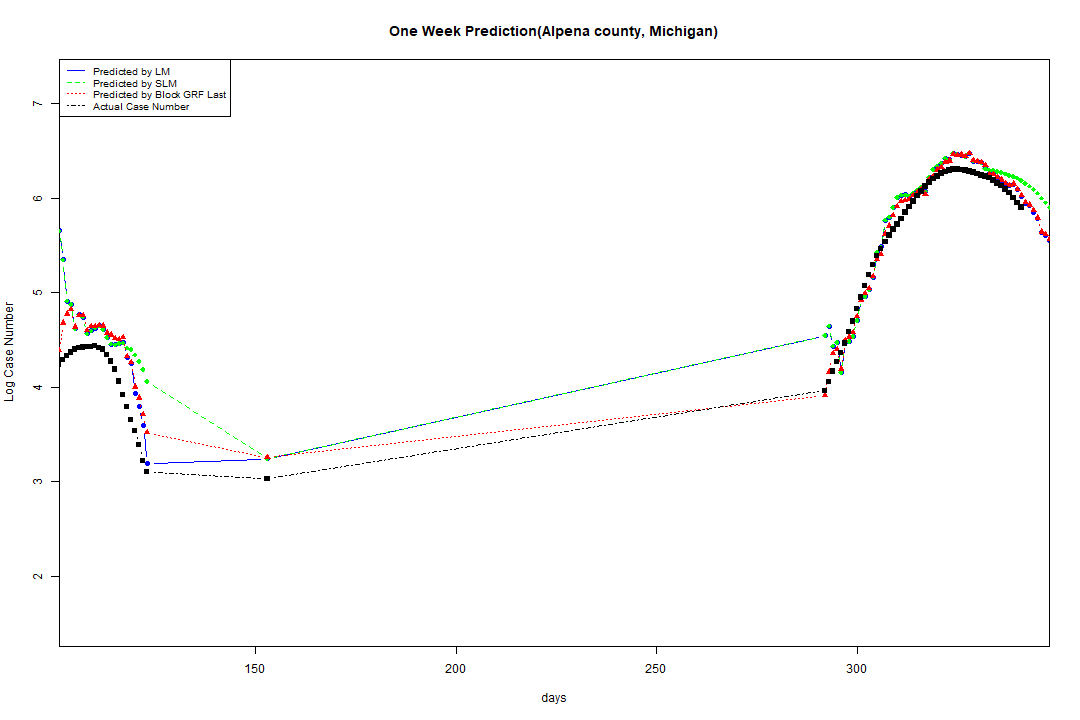 One Week Prediction(Alpena county, Michigan)
Predicted by LM
Predicted by SLM
Predicted by Block GRF Last
Actual Case Number
7
6
5
4
3
2
Log Case Number
150 200 250 300
days